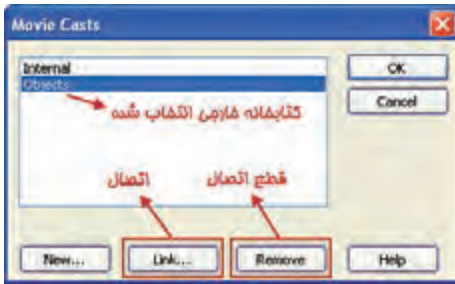 Movie Casts
Internal
OK
Objects
Cancel
کتابخانه خارجی انتخاب شده
اتصال
قطع اتصال
New...
Link...
Remove
Help